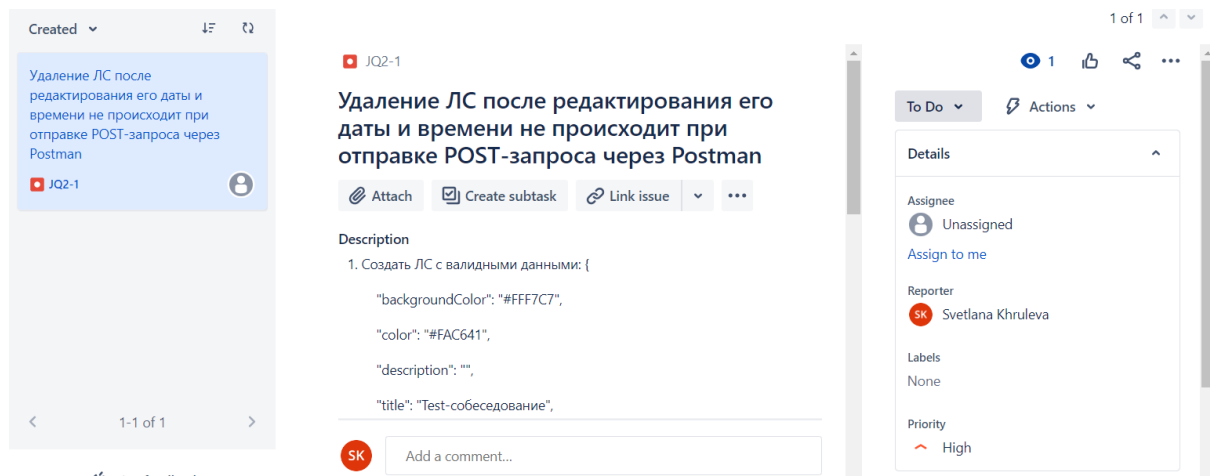 Created
1 of 1
Удаление ЛС после
редактирования его даты и
времени не происходит при
отправке POST-запроса через
Postman
JQ2-1
1-1 of 1
JQ2-1
Удаление ЛС после редактирования его
даты и времени не происходит при
отправке POST-запроса через Postman
Attach
Create subtask
Link issue
Description
1. Создать ЛС с валидными данными: {
"backgroundColor": "#FFF7C7",
"color": "#FAC641",
"description": "",
"title": "Test-собеседование",
SK
Add a comment...
1
To Do
Actions
Details
Assignee
Unassigned
Assign to me
Reporter
SK Svetlana Khruleva
Labels
None
Priority
High